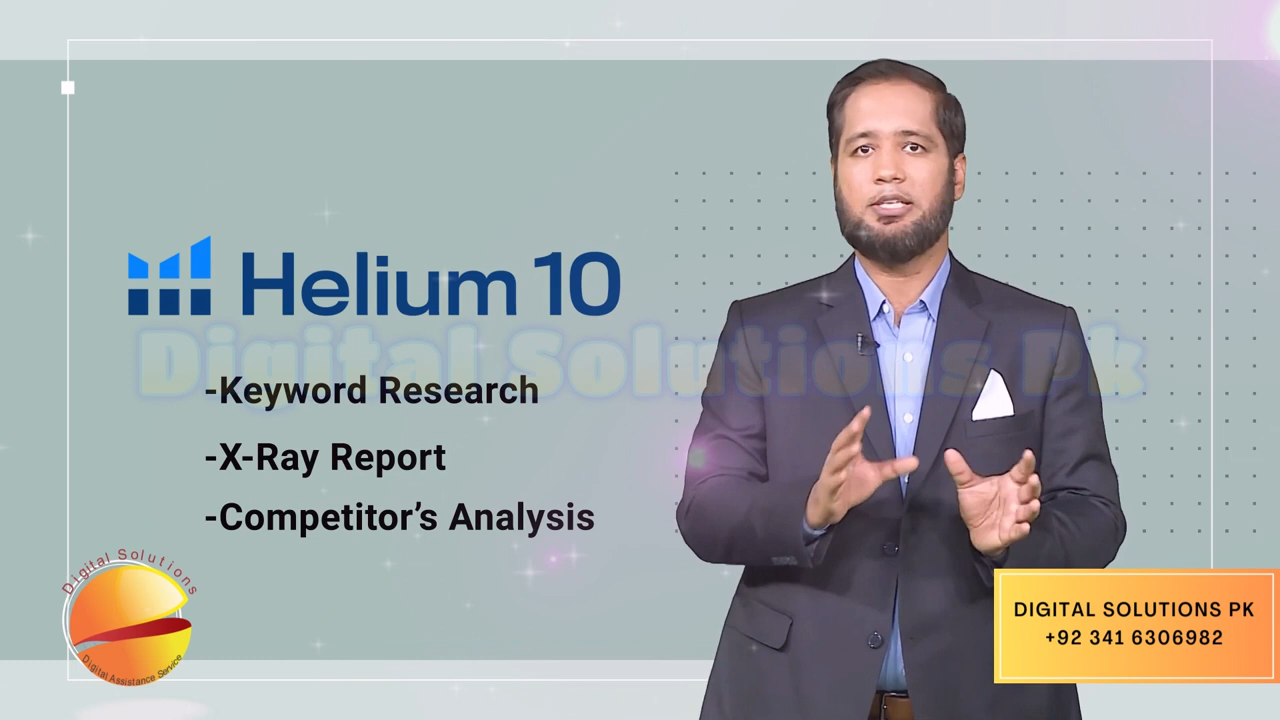 Helium 10
Digital Solutions Pk
-Keyword Research
-X-Ray Report
-Competitor’s Analysis
Digital Solutions
Digital Assistance Service
DIGITAL SOLUTIONS PK
+92 341 6306982